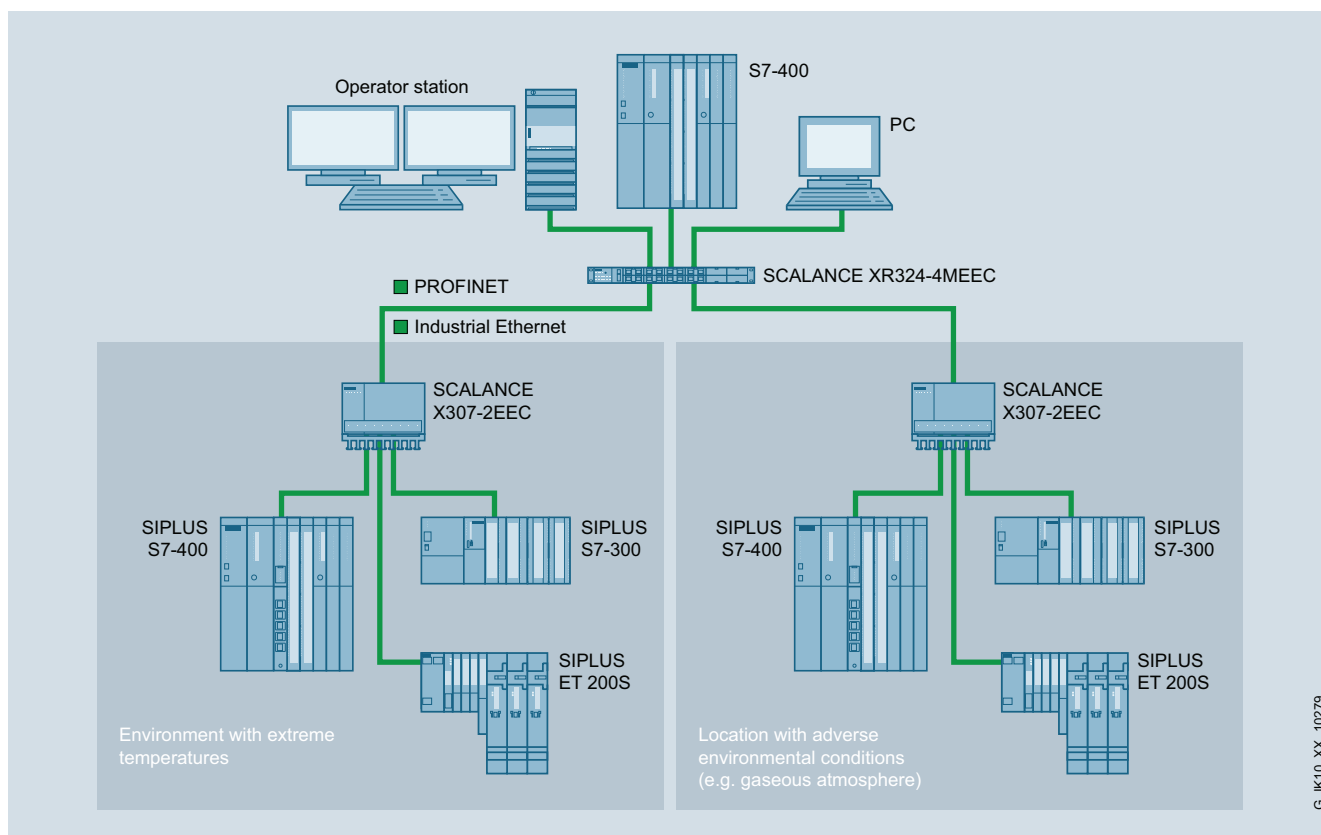 S7-400
Operator station
PC
SCALANCE XR324-4MEEC
PROFINET
Industrial Ethernet
SCALANCE
X307-2EEC
SIPLUS
S7-400
SIPLUS
S7-300
SIPLUS
ET 200S
Environment with extreme
temperatures
SCALANCE
X307-2EEC
SIPLUS
S7-400
SIPLUS
S7-300
SIPLUS
ET 200S
Location with adverse
environmental conditions
(e.g. gaseous atmosphere)
G_IK10_XX_10279